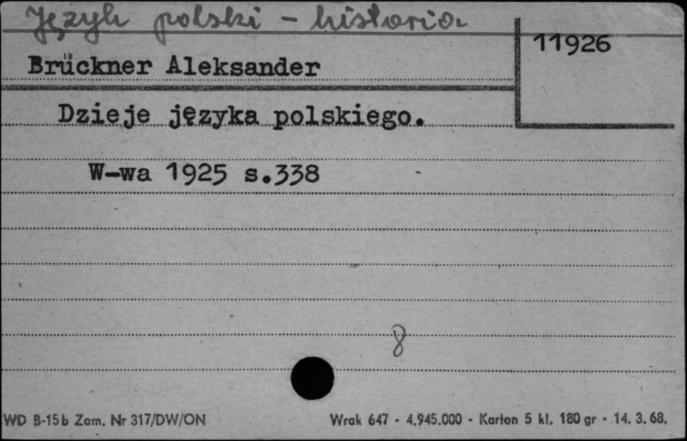 Język polski - historia
11926
Brückner Aleksander
Dzieje języka polskiego.
W-wa 1925 s.338
8
WD B-15b Zam. Nr 317/DW/ON
Wrak 647 - 4.945.000 - Karton 5 kl. 180 gr - 14. 3. 68.